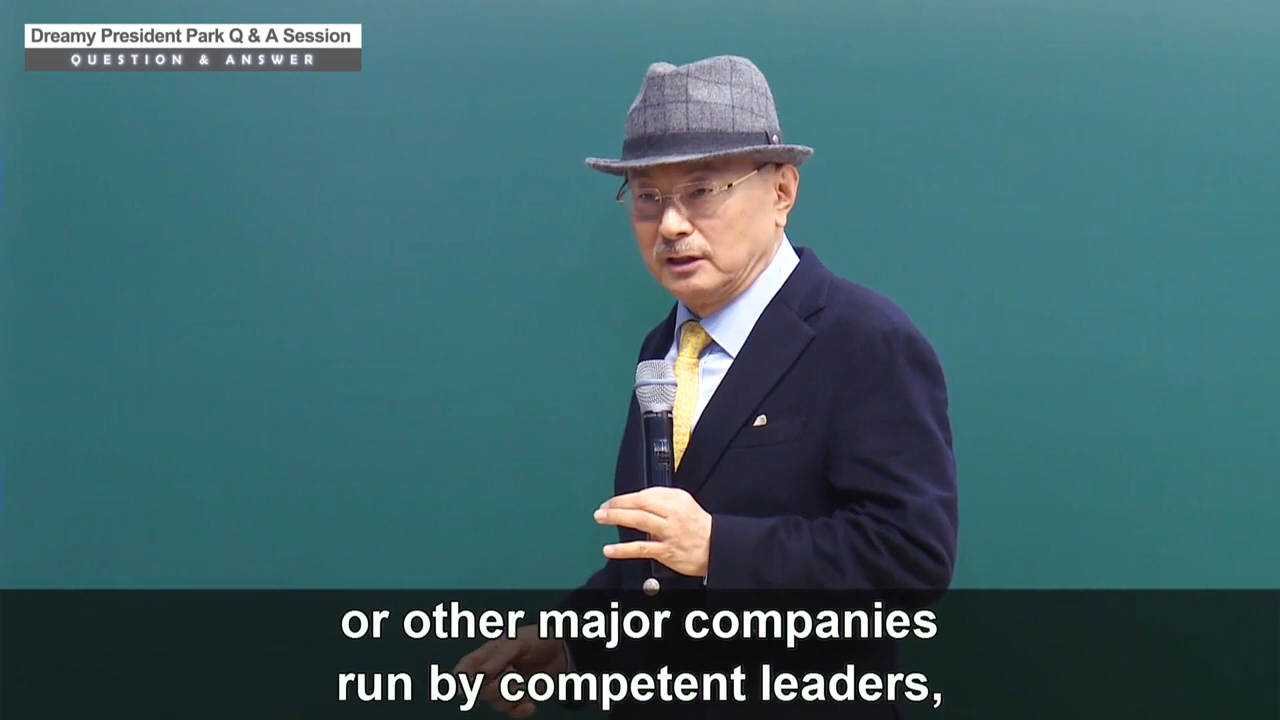 Dreamy President Park Q & A Session
QUESTION & ANSWER
or other major companies
run by competent leaders,